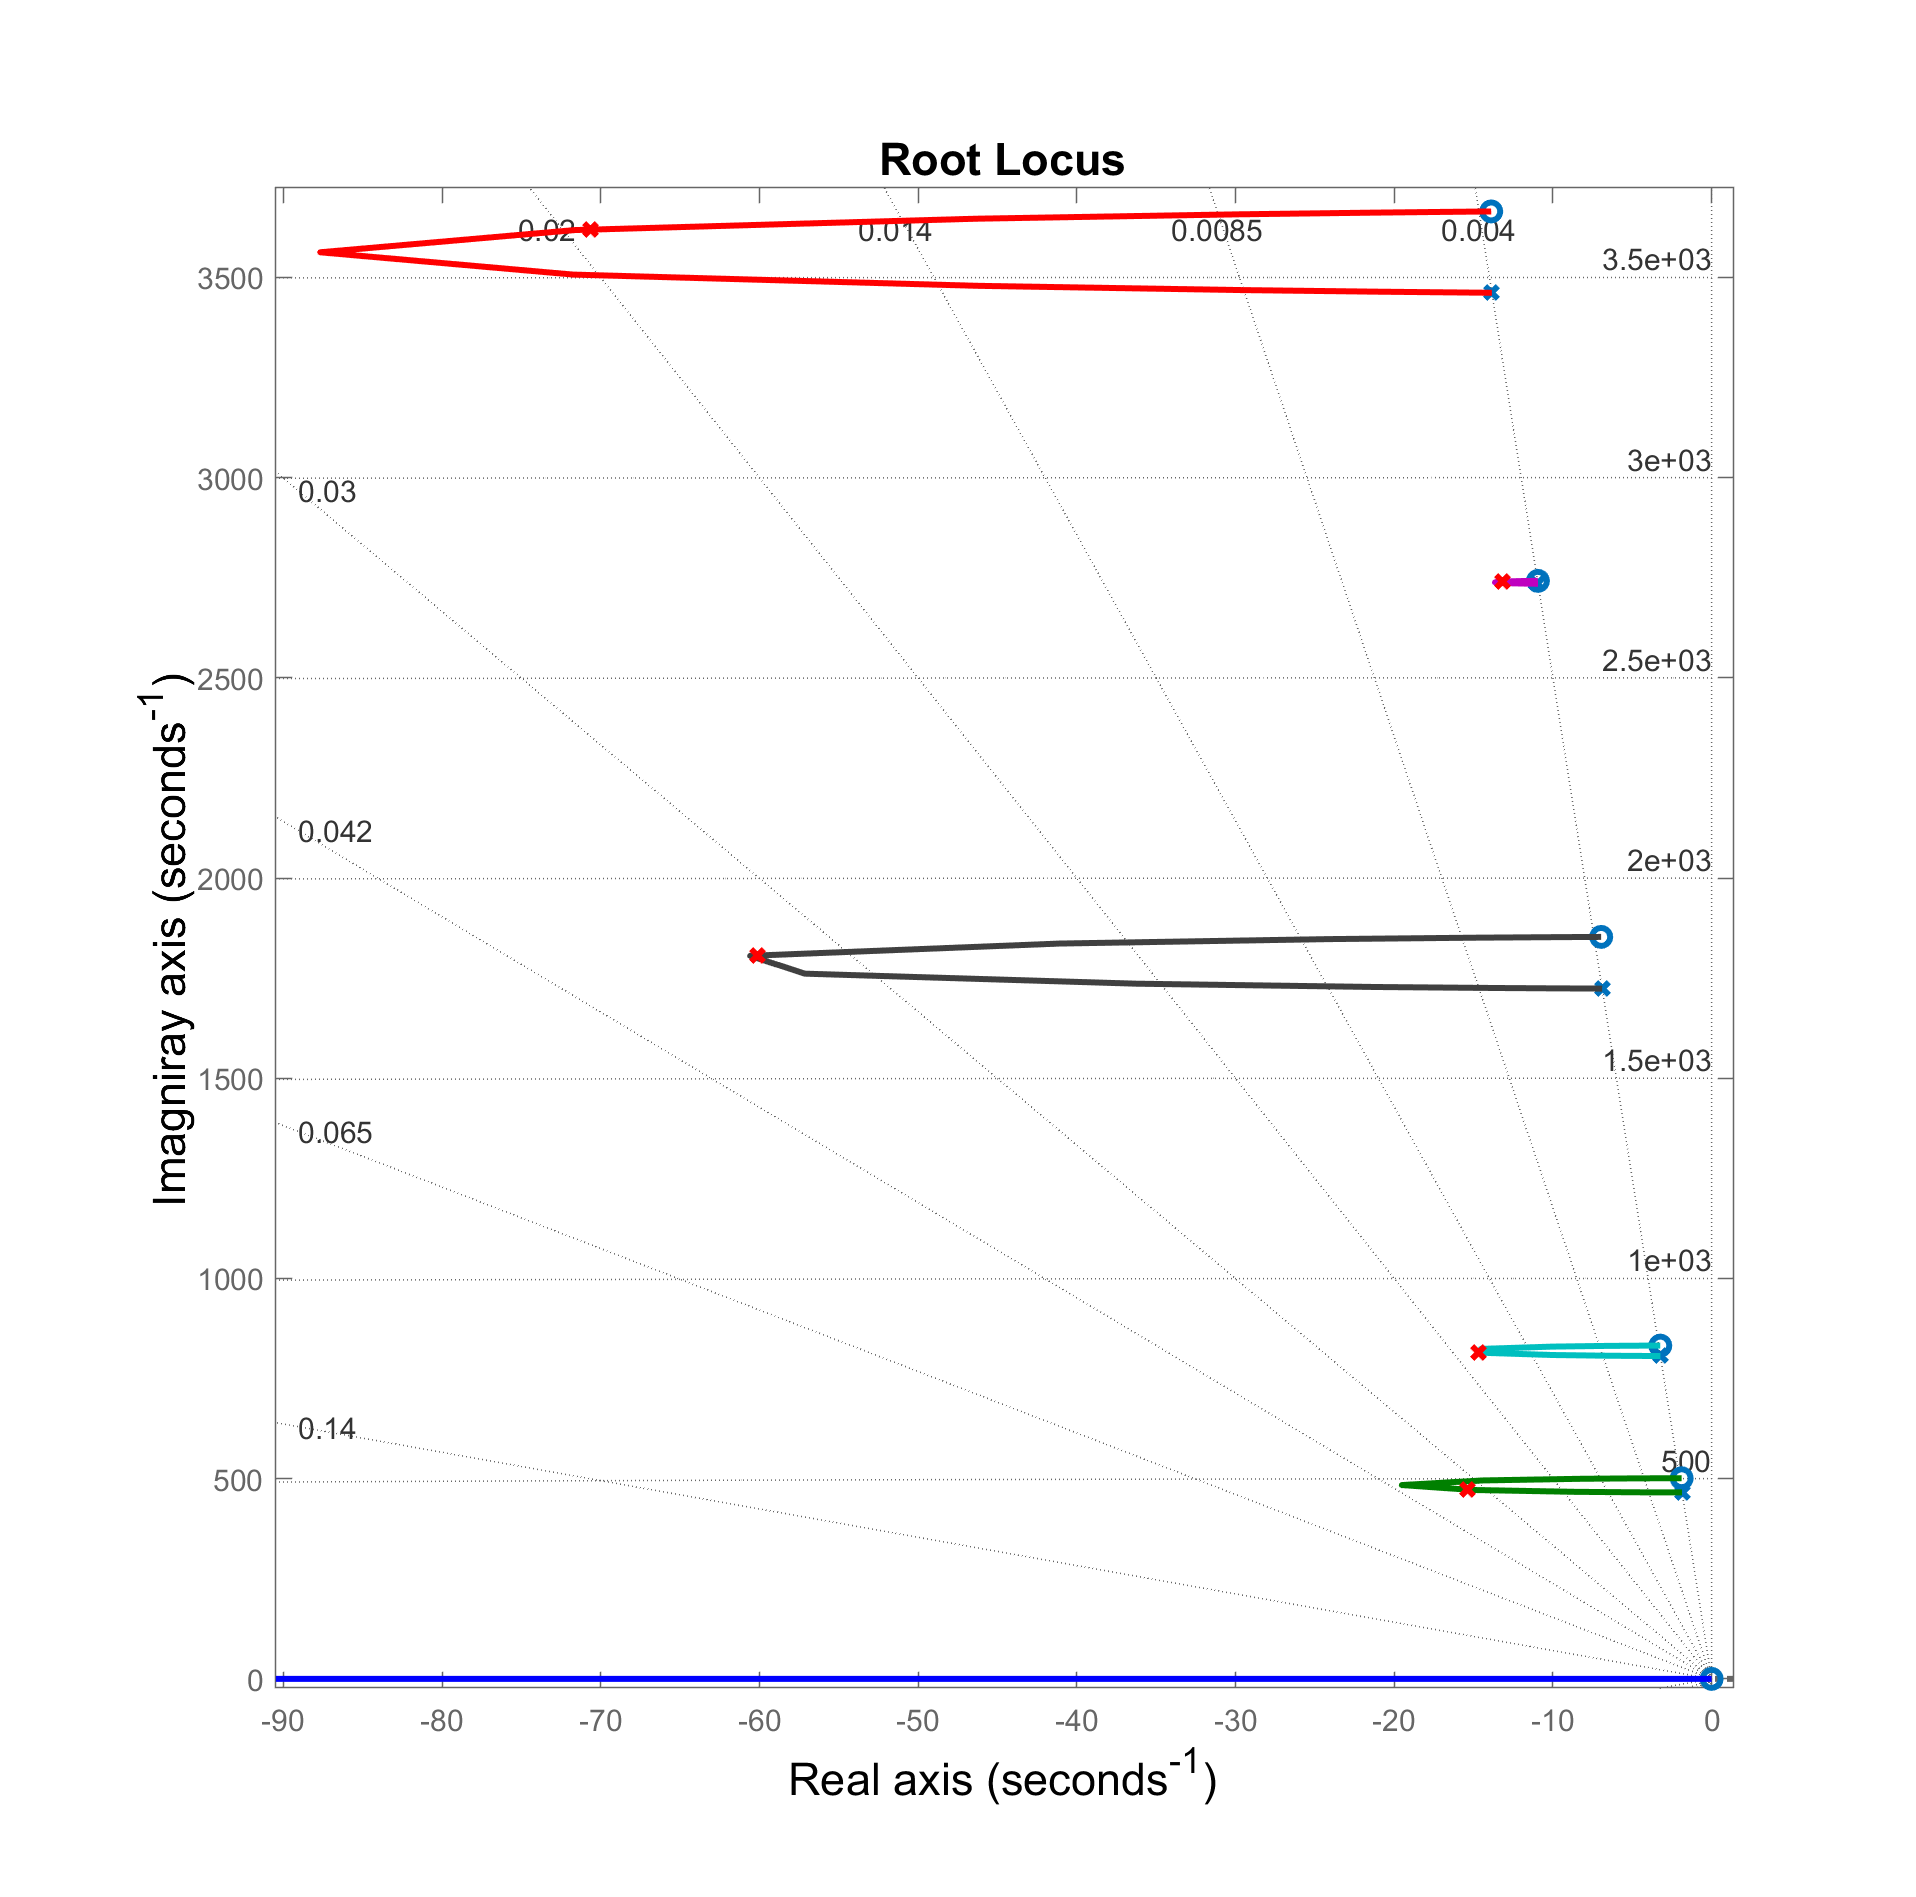 Root Locus
0.02 0.014 0.0085 0.004
3500 3.5e+03
3000 0.03 3e+03
2500 2.5e+03
2000 0.042 2e+03
1500 0.065 1.5e+03
1000 1e+03
500 0.14 500
0
-90 -80 -70 -60 -50 -40 -30 -20 -10 0
Real axis (seconds-1)
Imagniray axis (seconds-1)